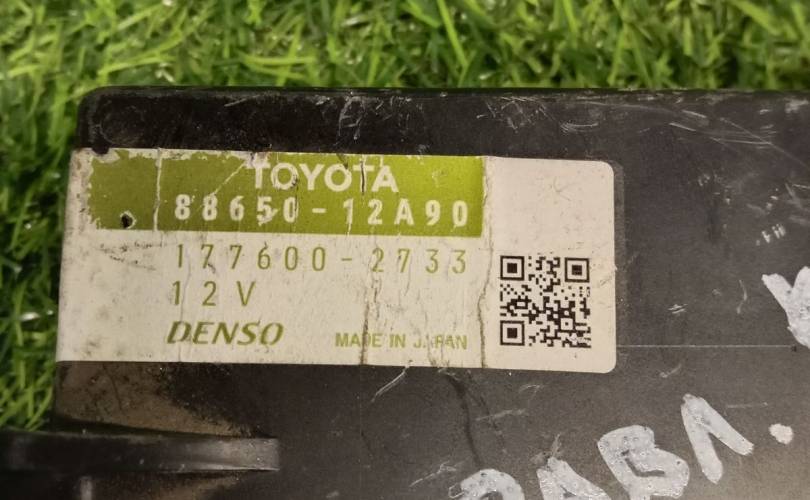 TOYOTA
88650-12A90
177600-2733
12V
DENSO
MADE IN JAPAN